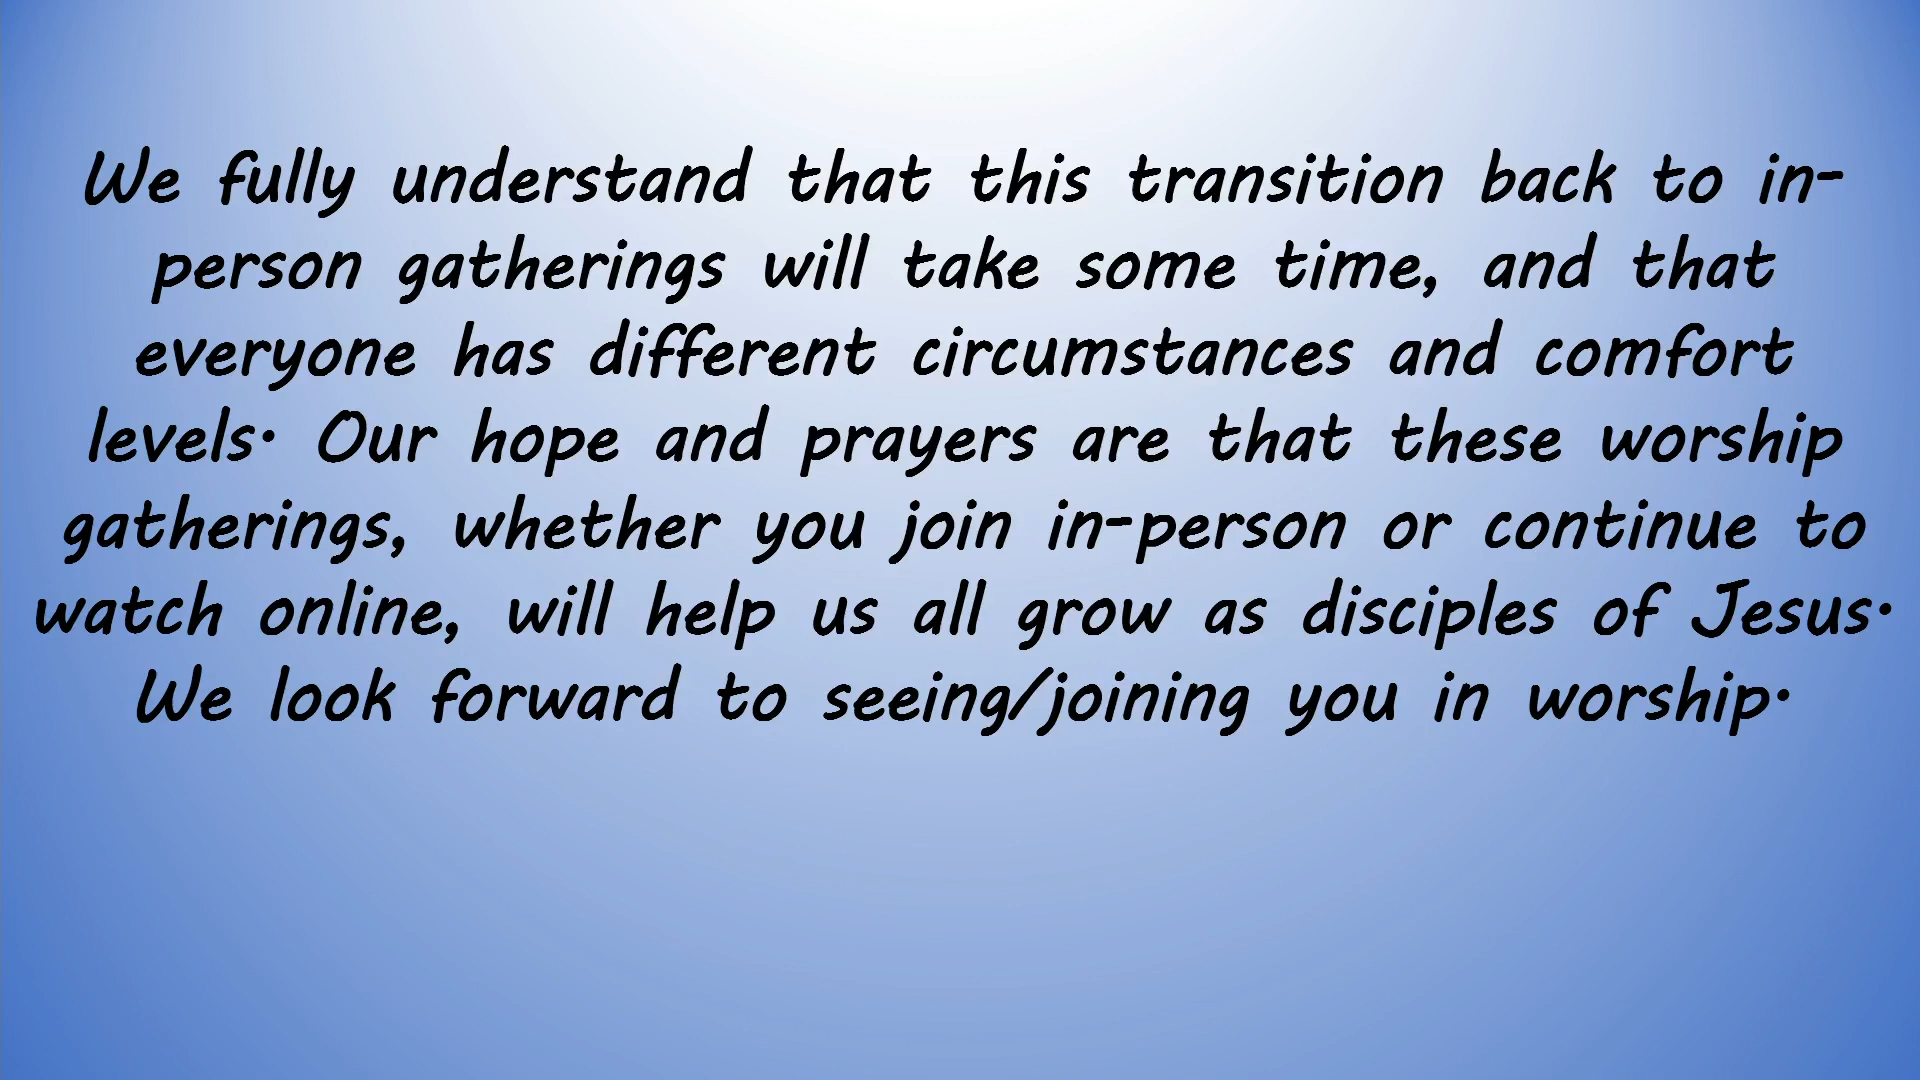 We fully understand that this transition back to in-
person gatherings will take some time, and that
everyone has different circumstances and comfort
levels. Our hope and prayers are that these worship
gatherings, whether you join in-person or continue to
watch online, will help us all grow as disciples of Jesus.
We look forward to seeing/joining you in worship.